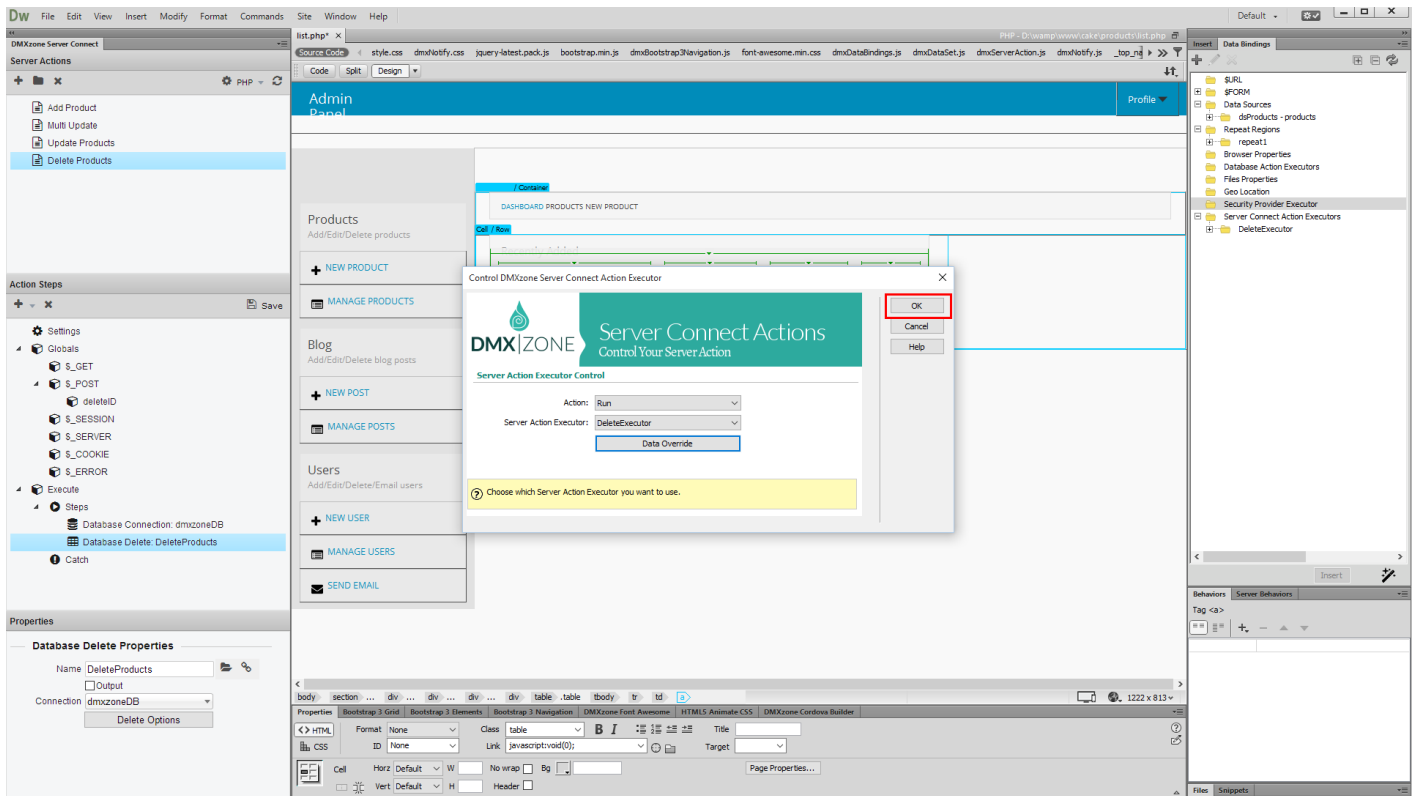 Dw File Edit View Insert Modify Format Commands Site Window Help Default
DMXzone Server Connect
Server Actions
PHP
Add Product
Multi Update
Update Products
Delete Products
Action Steps
Save
Settings
Globals
$_GET
$_POST
deleteID
$_SESSION
$_SERVER
$_COOKIE
$_ERROR
Execute
Steps
Database Connection: dmxzoneDB
Database Delete: DeleteProducts
Catch
Properties
Database Delete Properties
Name DeleteProducts
Output
Connection dmxzoneDB
Delete Options
list.php* × PHP - D:\wamp\www\cake\products\list.php
Source Code style.css dmxNotify.css jquery-latest.pack.js bootstrap.min.js dmxBootstrap3Navigation.js font-awesome.min.css dmxDataBindings.js dmxDataSet.js dmxServerAction.js dmxNotify.js
Code Split Design
Admin
Panel
Profile
/ Container
DASHBOARD PRODUCTS NEW PRODUCT
Cell / Row
Products
Add/Edit/Delete products
NEW PRODUCT
MANAGE PRODUCTS
Blog
Add/Edit/Delete blog posts
NEW POST
MANAGE POSTS
Users
Add/Edit/Delete/Email users
NEW USER
MANAGE USERS
SEND EMAIL
Control DMXzone Server Connect Action Executor
DMX|ZONE
Server Connect Actions
Control Your Server Action
OK
Cancel
Help
Server Action Executor Control
Action: Run
Server Action Executor: DeleteExecutor
Data Override
Choose which Server Action Executor you want to use.
body section ... div ... div ... div ... div table .table tbody tr td a 1222 x 813
Properties Bootstrap 3 Grid Bootstrap 3 Elements Bootstrap 3 Navigation DMXzone Font Awesome HTML5 Animate CSS DMXzone Cordova Builder
<> HTML Format None Class table B I Title
CSS ID None Link javascript:void(0); Target
Cell Horz Default W No wrap Bg Page Properties...
Vert Default H Header
Insert Data Bindings
$URL
$FORM
Data Sources
dsProducts - products
Repeat Regions
repeat1
Browser Properties
Database Action Executors
Files Properties
Geo Location
Security Provider Executor
Server Connect Action Executors
DeleteExecutor
Insert
Behaviors Server Behaviors
Tag <a>
Files Snippets